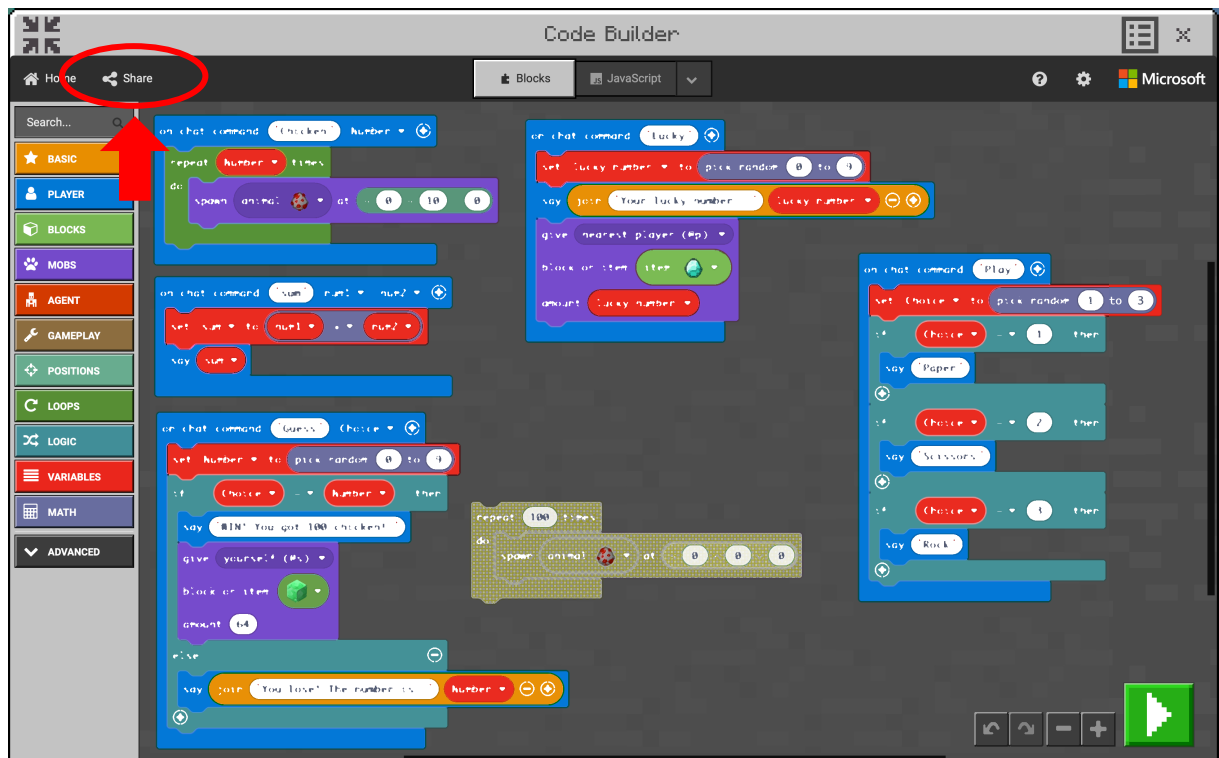 Code Builder
Home
Share
Blocks
JavaScript
Microsoft
Search...
BASIC
PLAYER
BLOCKS
MOBS
AGENT
GAMEPLAY
POSITIONS
LOOPS
LOGIC
VARIABLES
MATH
ADVANCED
on chat command "Chicken" number
repeat number times
do
spawn animal at ~ 0 ~ 10 ~ 0
on chat command "sum" num1 num2
set sum to num1 + num2
say sum
on chat command "Guess" Choice
set Number to pick random 0 to 9
if Choice = Number then
say "WIN! You got 100 chicken!"
give yourself (@s)
block or item
amount 64
else
say join "You lose! The number is" Number
on chat command "Lucky"
set lucky number to pick random 0 to 9
say join "Your lucky number" lucky number
give nearest player (@p)
block or item item
amount lucky number
repeat 100 times
do
spawn animal at ~ 0 ~ 0 ~ 0
on chat command "Play"
set Choice to pick random 1 to 3
if Choice = 1 then
say "Paper"
if Choice = 2 then
say "Scissors"
if Choice = 3 then
say "Rock"